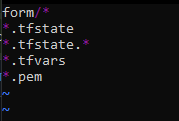 form/*
*.tfstate
*.tfstate.*
*.tfvars
*.pem
~
~